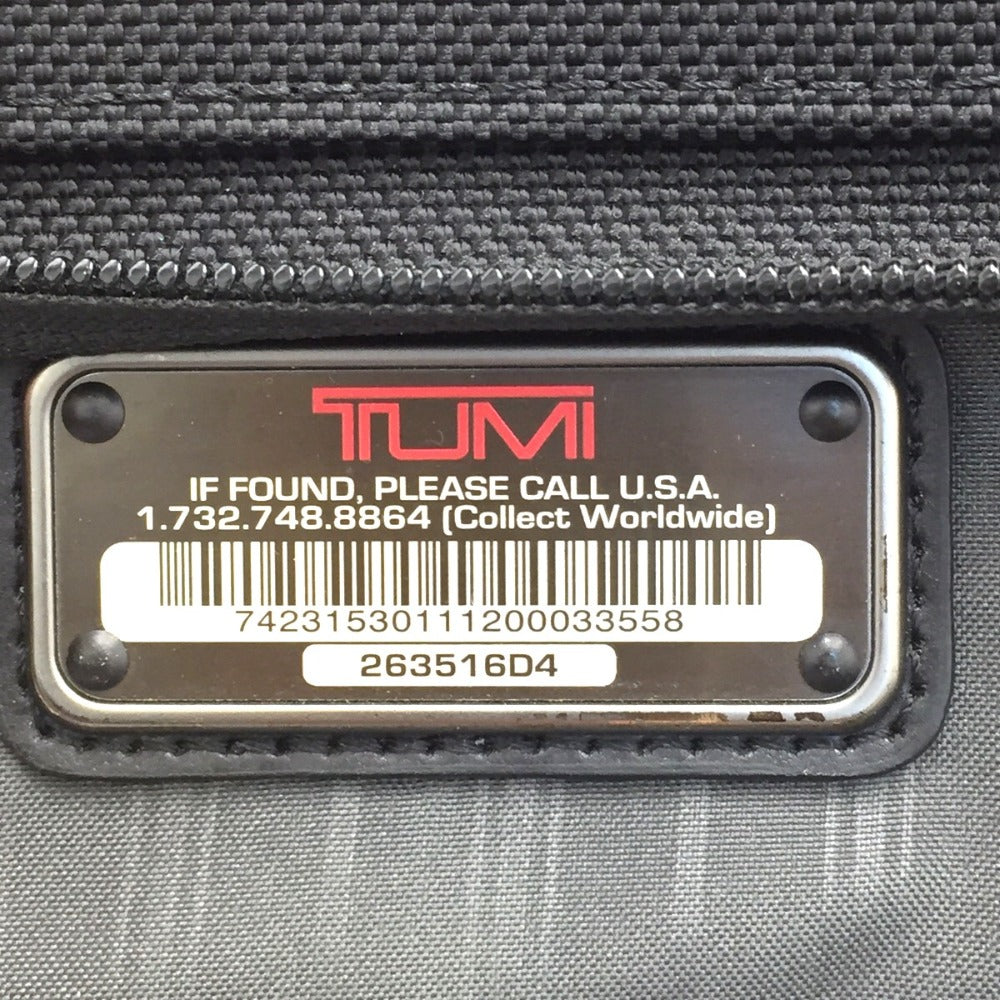 TUMI
IF FOUND, PLEASE CALL U.S.A.
1.732.748.8864 (Collect Worldwide)
74231530111200033558
263516D4